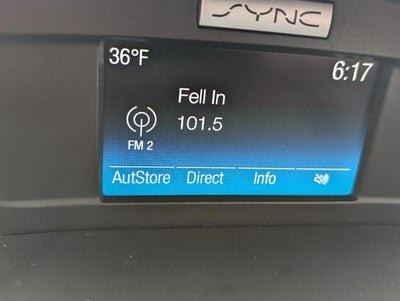 SYNC
36°F 6:17
Fell In
101.5
FM 2
AutStore Direct Info